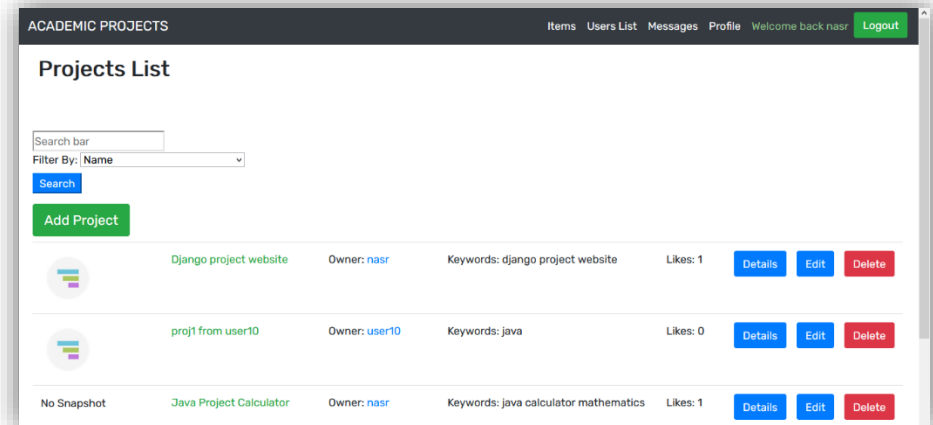 ACADEMIC PROJECTS Items Users List Messages Profile Welcome back nasr Logout
Projects List
Search bar
Filter By: Name
Search
Add Project
Django project website Owner: nasr Keywords: django project website Likes: 1 Details Edit Delete
proj1 from user10 Owner: user10 Keywords: java Likes: 0 Details Edit Delete
No Snapshot Java Project Calculator Owner: nasr Keywords: java calculator mathematics Likes: 1 Details Edit Delete